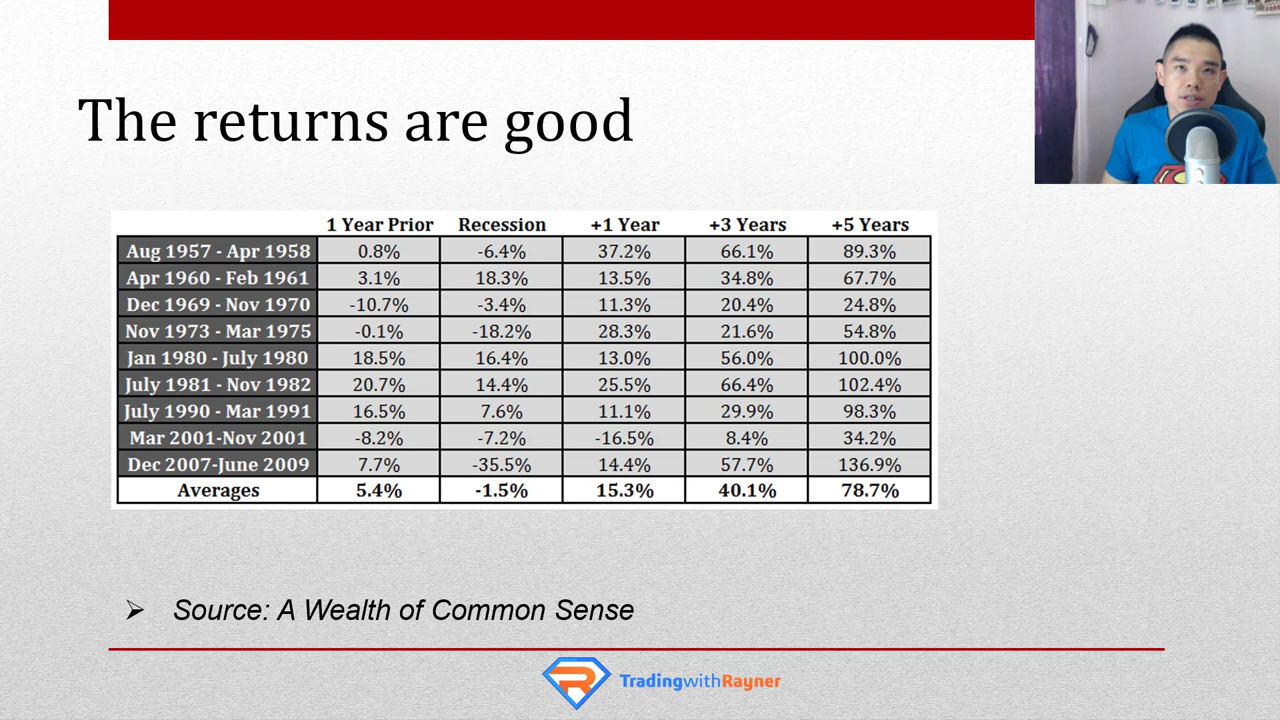 The returns are good
1 Year Prior Recession +1 Year +3 Years +5 Years
Aug 1957 - Apr 1958 0.8% -6.4% 37.2% 66.1% 89.3%
Apr 1960 - Feb 1961 3.1% 18.3% 13.5% 34.8% 67.7%
Dec 1969 - Nov 1970 -10.7% -3.4% 11.3% 20.4% 24.8%
Nov 1973 - Mar 1975 -0.1% -18.2% 28.3% 21.6% 54.8%
Jan 1980 - July 1980 18.5% 16.4% 13.0% 56.0% 100.0%
July 1981 - Nov 1982 20.7% 14.4% 25.5% 66.4% 102.4%
July 1990 - Mar 1991 16.5% 7.6% 11.1% 29.9% 98.3%
Mar 2001-Nov 2001 -8.2% -7.2% -16.5% 8.4% 34.2%
Dec 2007-June 2009 7.7% -35.5% 14.4% 57.7% 136.9%
Averages 5.4% -1.5% 15.3% 40.1% 78.7%
Source: A Wealth of Common Sense
TradingwithRayner